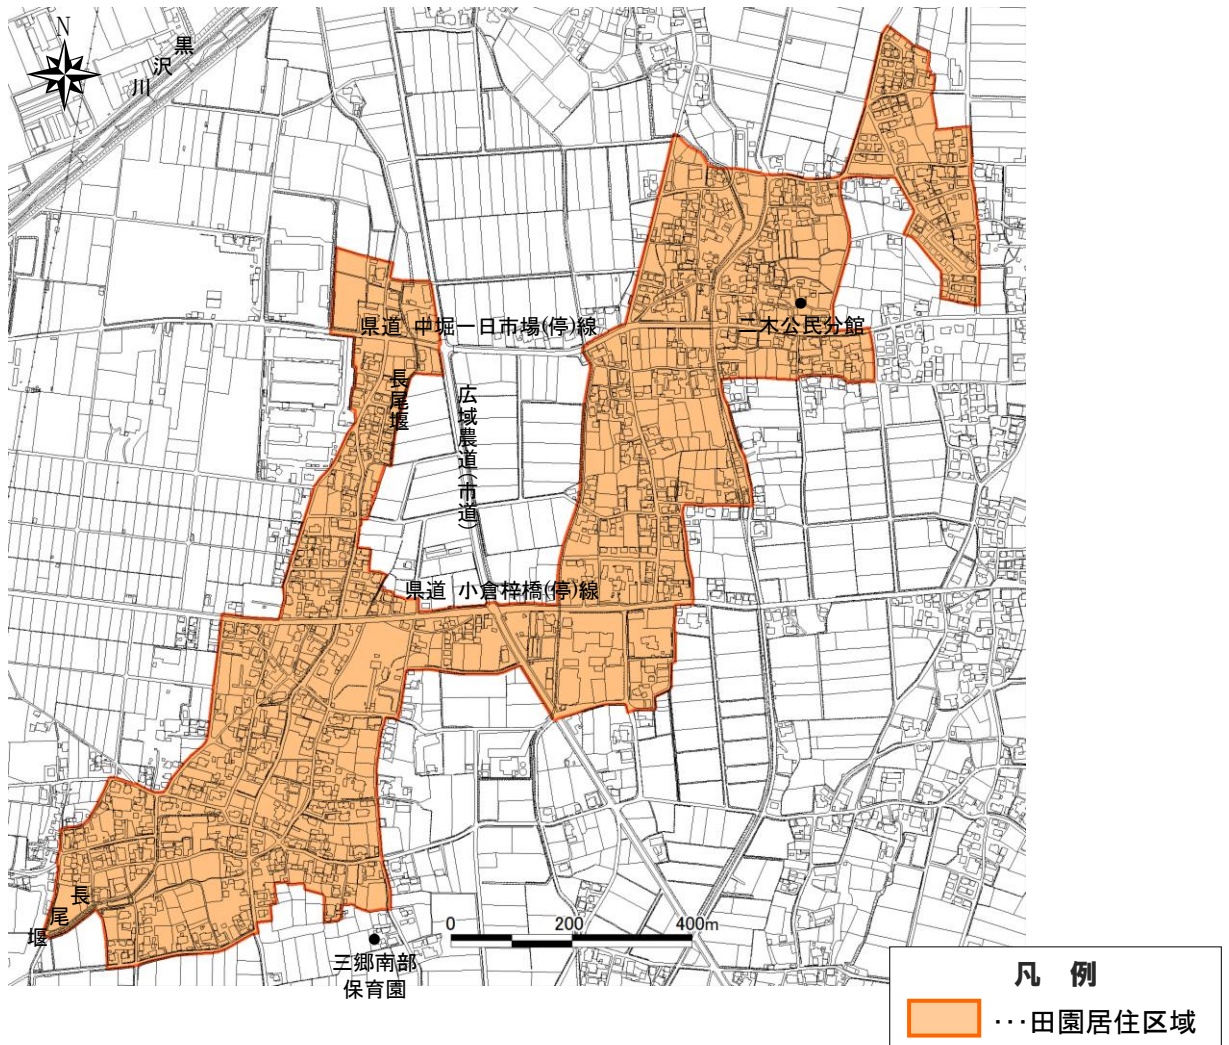 N
黒沢川
県道 中堀一日市場(停)線
二木公民分館
長尾堰
広域農道(市道)
県道 小倉梓橋(停)線
長尾堰
0 200 400m
三郷南部
保育園
凡 例
･･･田園居住区域